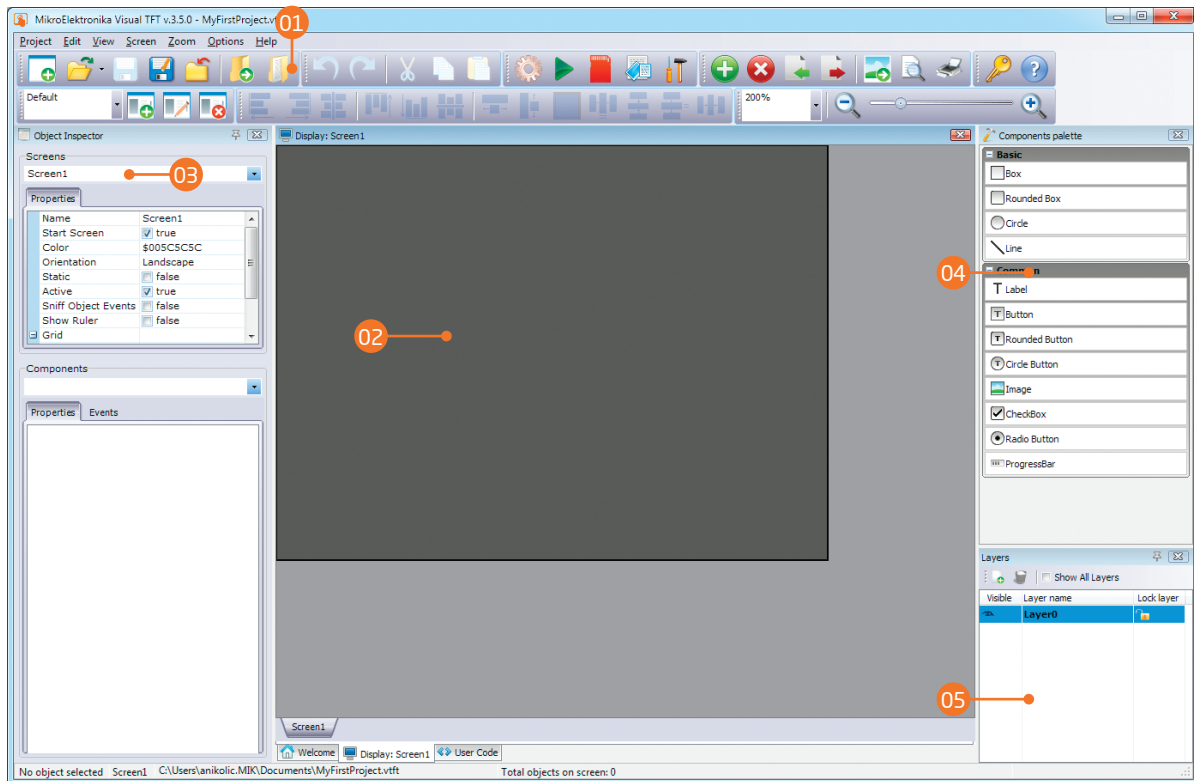 MikroElektronika Visual TFT v.3.5.0 - MyFirstProject.v
01
Project Edit View Screen Zoom Options Help
Default
200%
Object Inspector
Screens
Screen1
03
Properties
Name Screen1
Start Screen true
Color $005C5C5C
Orientation Landscape
Static false
Active true
Sniff Object Events false
Show Ruler false
Grid
Components
Properties Events
Display: Screen1
02
Screen1
Welcome Display: Screen1 User Code
Components palette
Basic
Box
Rounded Box
Circle
Line
04
Common
T Label
T Button
T Rounded Button
T Circle Button
Image
CheckBox
Radio Button
ProgressBar
Layers
Show All Layers
Visible Layer name Lock layer
Layer0
05
No object selected Screen1 C:\Users\anikolic.MIK\Documents\MyFirstProject.vtft Total objects on screen: 0